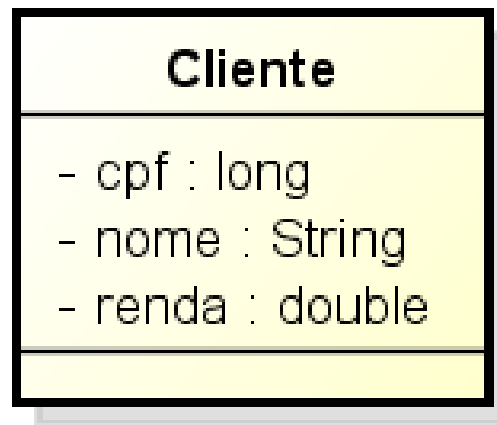 Cliente
- cpf : long
- nome : String
- renda : double